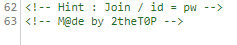 62 <!-- Hint : Join / id = pw -->
63 <!-- M@de by 2theT0P -->